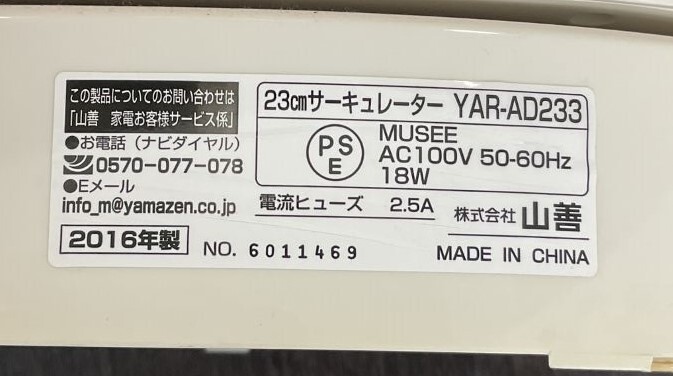 この製品についてのお問い合わせは
「山善 家電お客様サービス係」
●お電話（ナビダイヤル）
0570-077-078
●Eメール
info_m@yamazen.co.jp
2016年製
NO. 6011469
23cmサーキュレーター YAR-AD233
PSE
MUSEE
AC100V 50-60Hz
18W
電流ヒューズ 2.5A
株式会社 山善
MADE IN CHINA